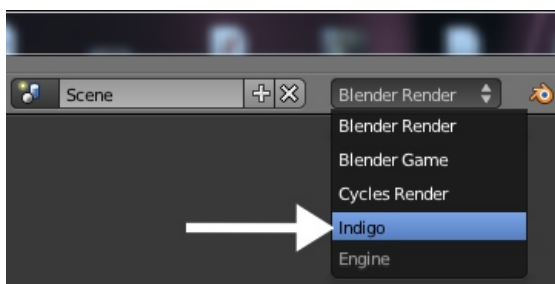 Scene
Blender Render
Blender Render
Blender Game
Cycles Render
Indigo
Engine